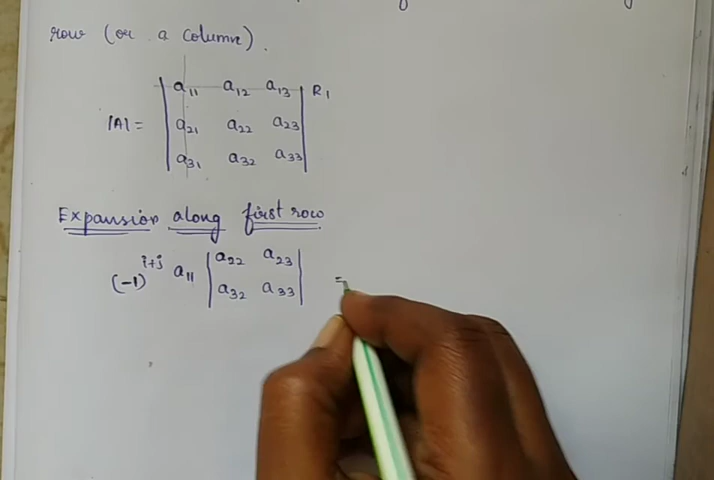 row (or a column).
a₁₁ a₁₂ a₁₃ R₁
|A| = a₂₁ a₂₂ a₂₃
a₃₁ a₃₂ a₃₃
Expansion along first row
(-1)^{i+j} a₁₁ | a₂₂ a₂₃ | =
a₃₂ a₃₃